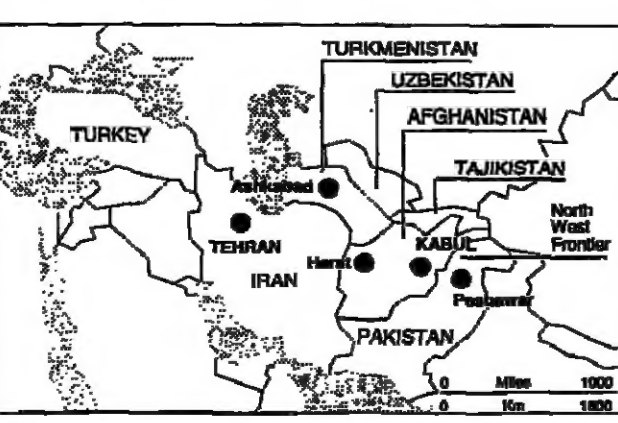 TURKMENISTAN
UZBEKISTAN
AFGHANISTAN
TURKEY
TAJIKISTAN
Ashkabad
North
West
Frontier
TEHRAN
KABUL
Herat
IRAN
Peshawar
PAKISTAN
0 Miles 1000
0 Km 1600